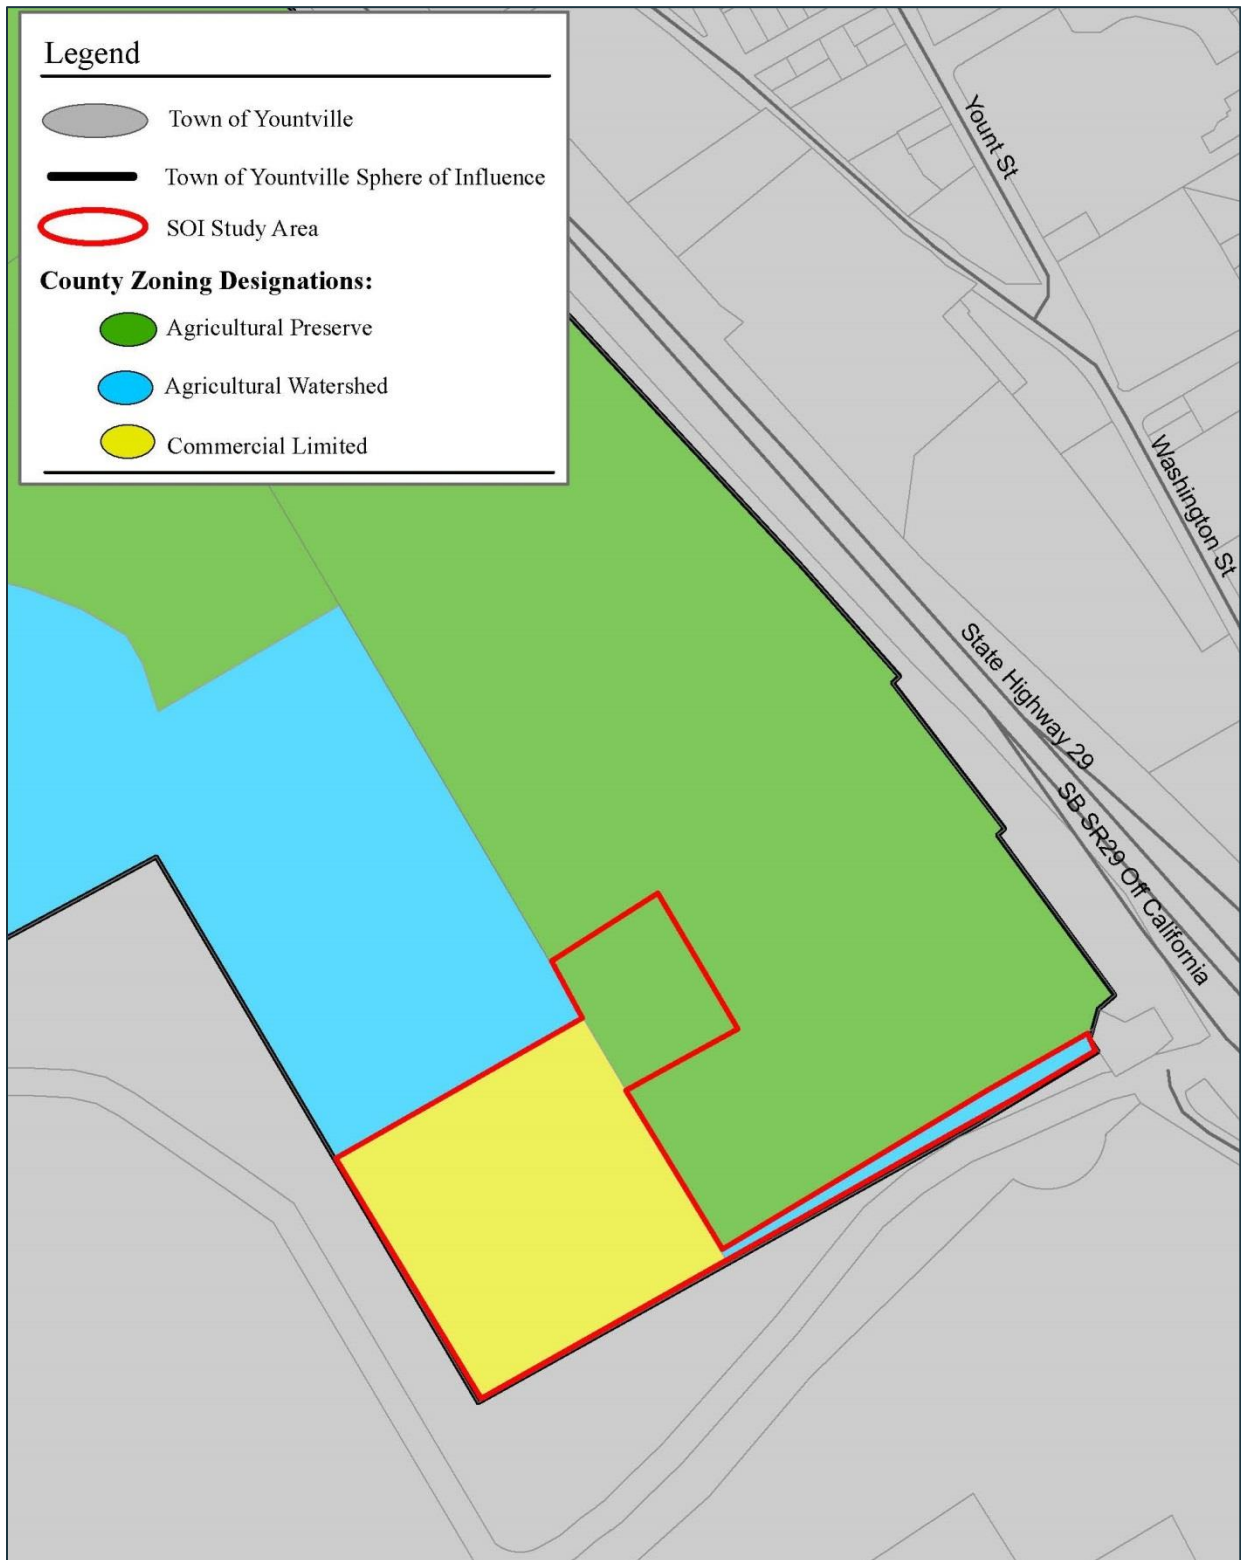 Legend
Town of Yountville
Town of Yountville Sphere of Influence
SOI Study Area
County Zoning Designations:
Agricultural Preserve
Agricultural Watershed
Commercial Limited
Yount St
Washington St
State Highway 29
SB SR29 Off California